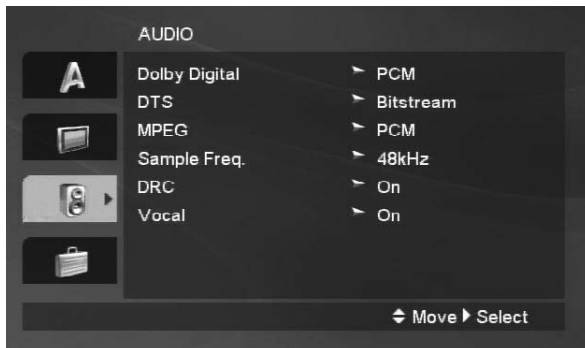 AUDIO
A
Dolby Digital PCM
DTS Bitstream
MPEG PCM
Sample Freq. 48kHz
DRC On
Vocal On
Move Select